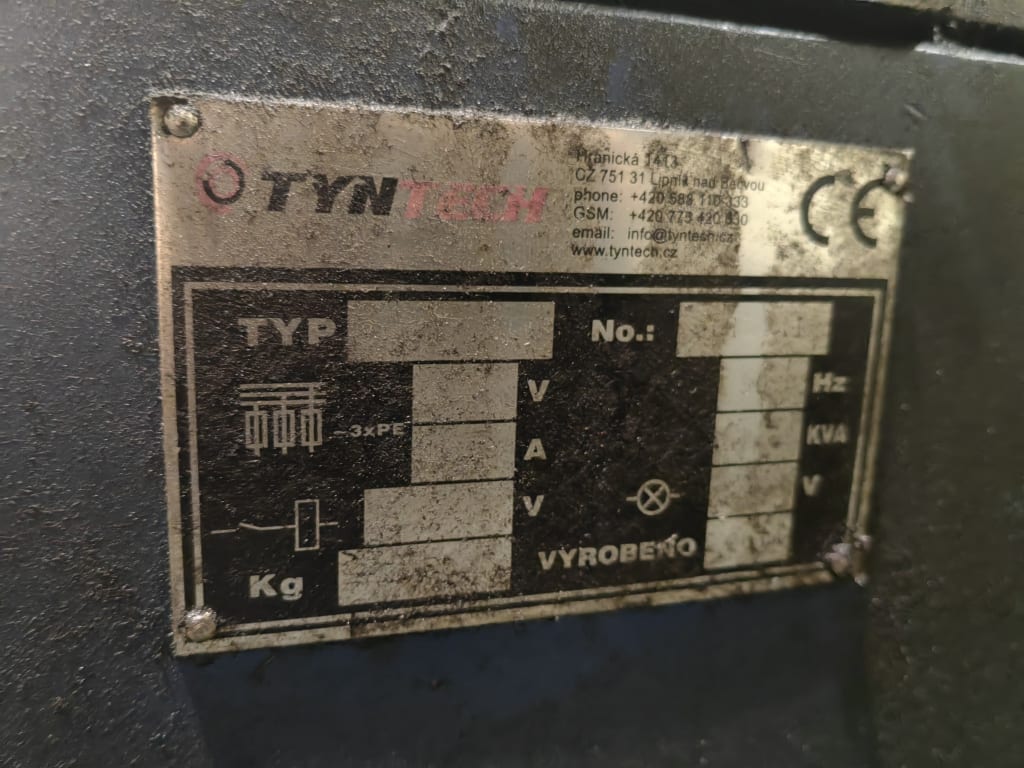 TYNTECH
Hranická 1413
CZ 751 31 Lipník nad Bečvou
phone: +420 588 110 333
GSM: +420 773 420 830
email: info@tyntech.cz
www.tyntech.cz
CE
TYP No.:
V Hz
~3xPE A KVA
V V
Kg VYROBENO